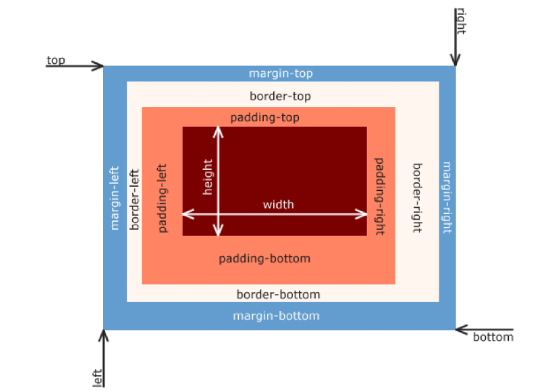 right
top
margin-top
border-top
padding-top
margin-left
border-left
padding-left
height
width
padding-right
border-right
margin-right
padding-bottom
border-bottom
margin-bottom
bottom
left